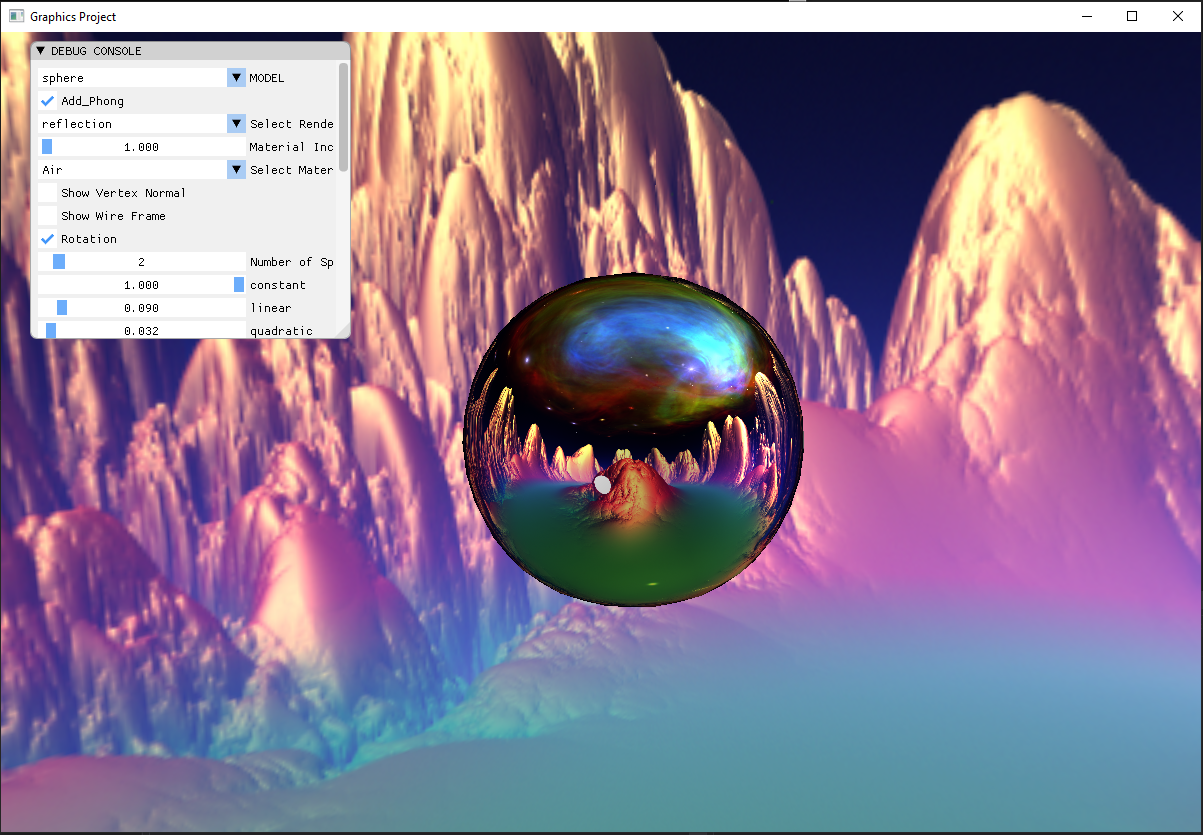 Graphics Project
DEBUG CONSOLE
sphere MODEL
Add_Phong
reflection Select Rende
1.000 Material Inc
Air Select Mater
Show Vertex Normal
Show Wire Frame
Rotation
2 Number of Sp
1.000 constant
0.090 linear
0.032 quadratic